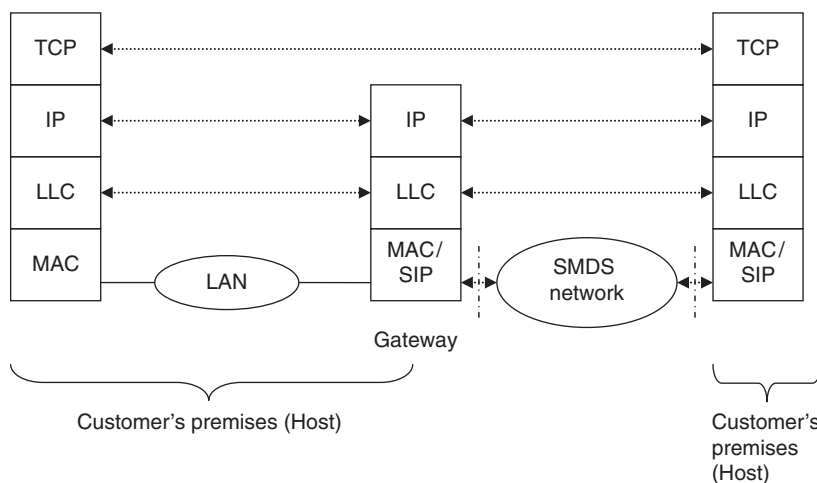 TCP
TCP
IP
IP
IP
LLC
LLC
LLC
MAC
LAN
MAC/
SIP
SMDS
network
MAC/
SIP
Gateway
Customer's premises (Host)
Customer's
premises
(Host)